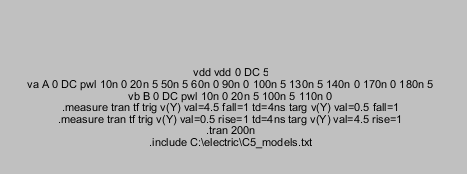 vdd vdd 0 DC 5
va A 0 DC pwl 10n 0 20n 5 50n 5 60n 0 90n 0 100n 5 130n 5 140n 0 170n 0 180n 5
vb B 0 DC pwl 10n 0 20n 5 100n 5 110n 0
.measure tran tf trig v(Y) val=4.5 fall=1 td=4ns targ v(Y) val=0.5 fall=1
.measure tran tf trig v(Y) val=0.5 rise=1 td=4ns targ v(Y) val=4.5 rise=1
.tran 200n
.include C:\electric\C5_models.txt